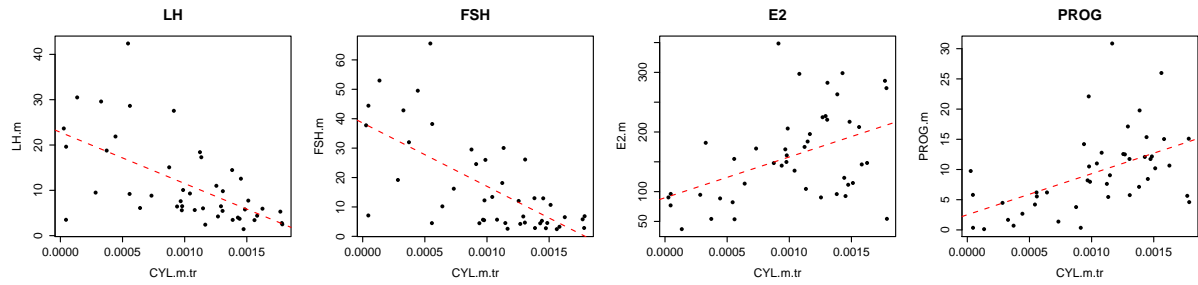 LH
LH.m
0 10 20 30 40
0.0000 0.0005 0.0010 0.0015
CYL.m.tr
FSH
FSH.m
0 10 20 30 40 50 60
0.0000 0.0005 0.0010 0.0015
CYL.m.tr
E2
E2.m
50 100 200 300
0.0000 0.0005 0.0010 0.0015
CYL.m.tr
PROG
PROG.m
0 5 10 15 20 25 30
0.0000 0.0005 0.0010 0.0015
CYL.m.tr